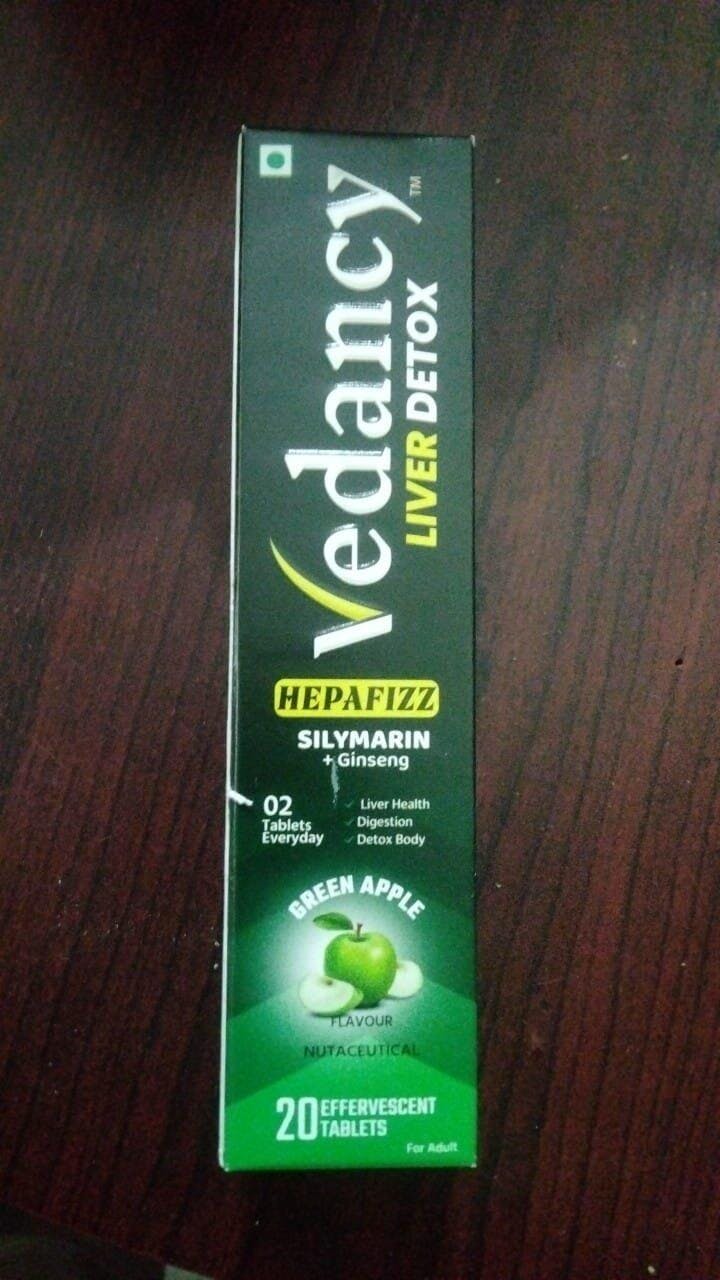 Vedancy™
LIVER DETOX
HEPAFIZZ
SILYMARIN
+ Ginseng
02
Tablets
Everyday
Liver Health
Digestion
Detox Body
GREEN APPLE
FLAVOUR
NUTACEUTICAL
20 EFFERVESCENT
TABLETS
For Adult